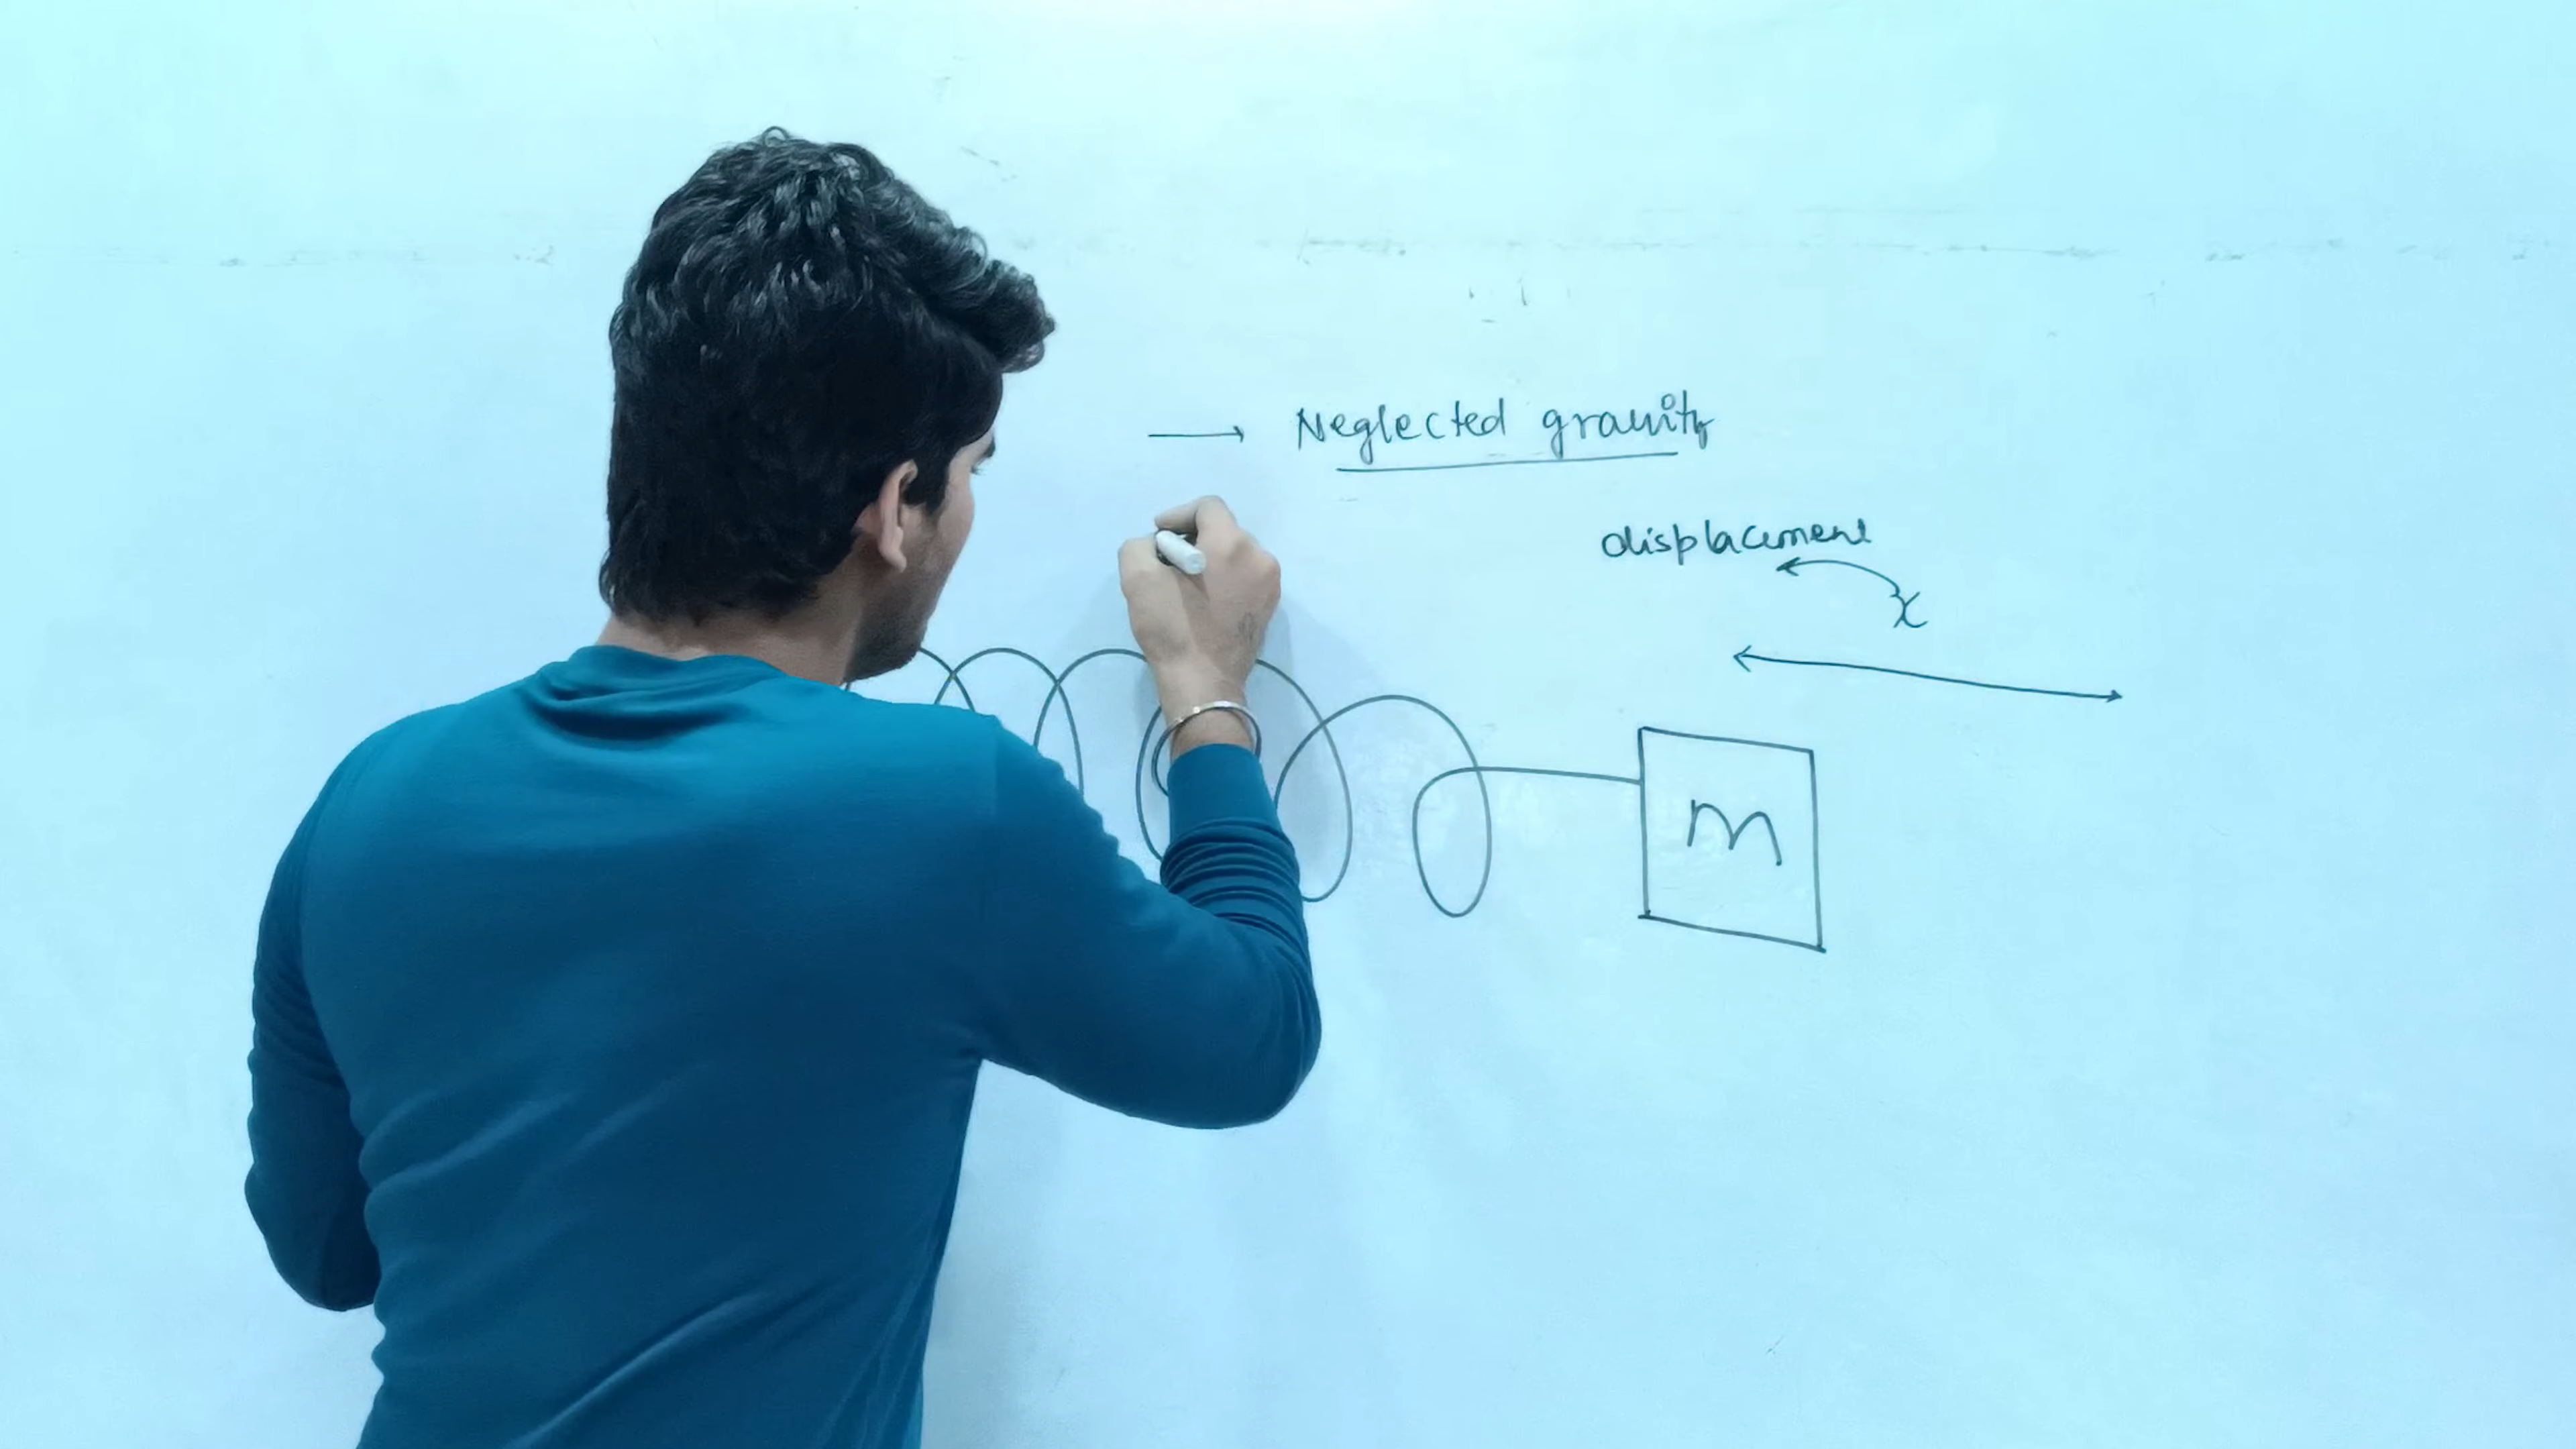 → Neglected gravity
displacement
x
m